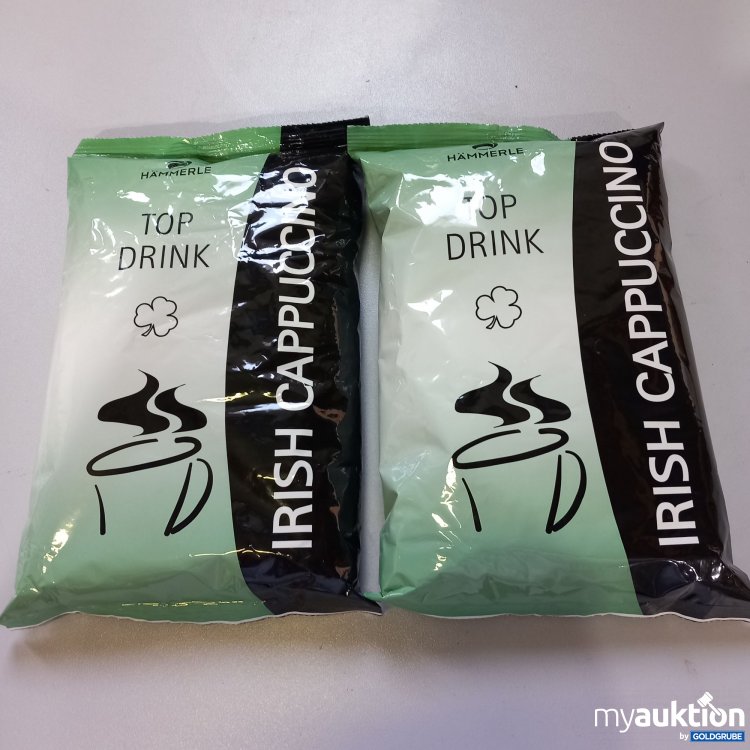 HÄMMERLE
TOP
DRINK
IRISH CAPPUCCINO
HÄMMERLE
TOP
DRINK
IRISH CAPPUCCINO
myauktion
by GOLDGRUBE